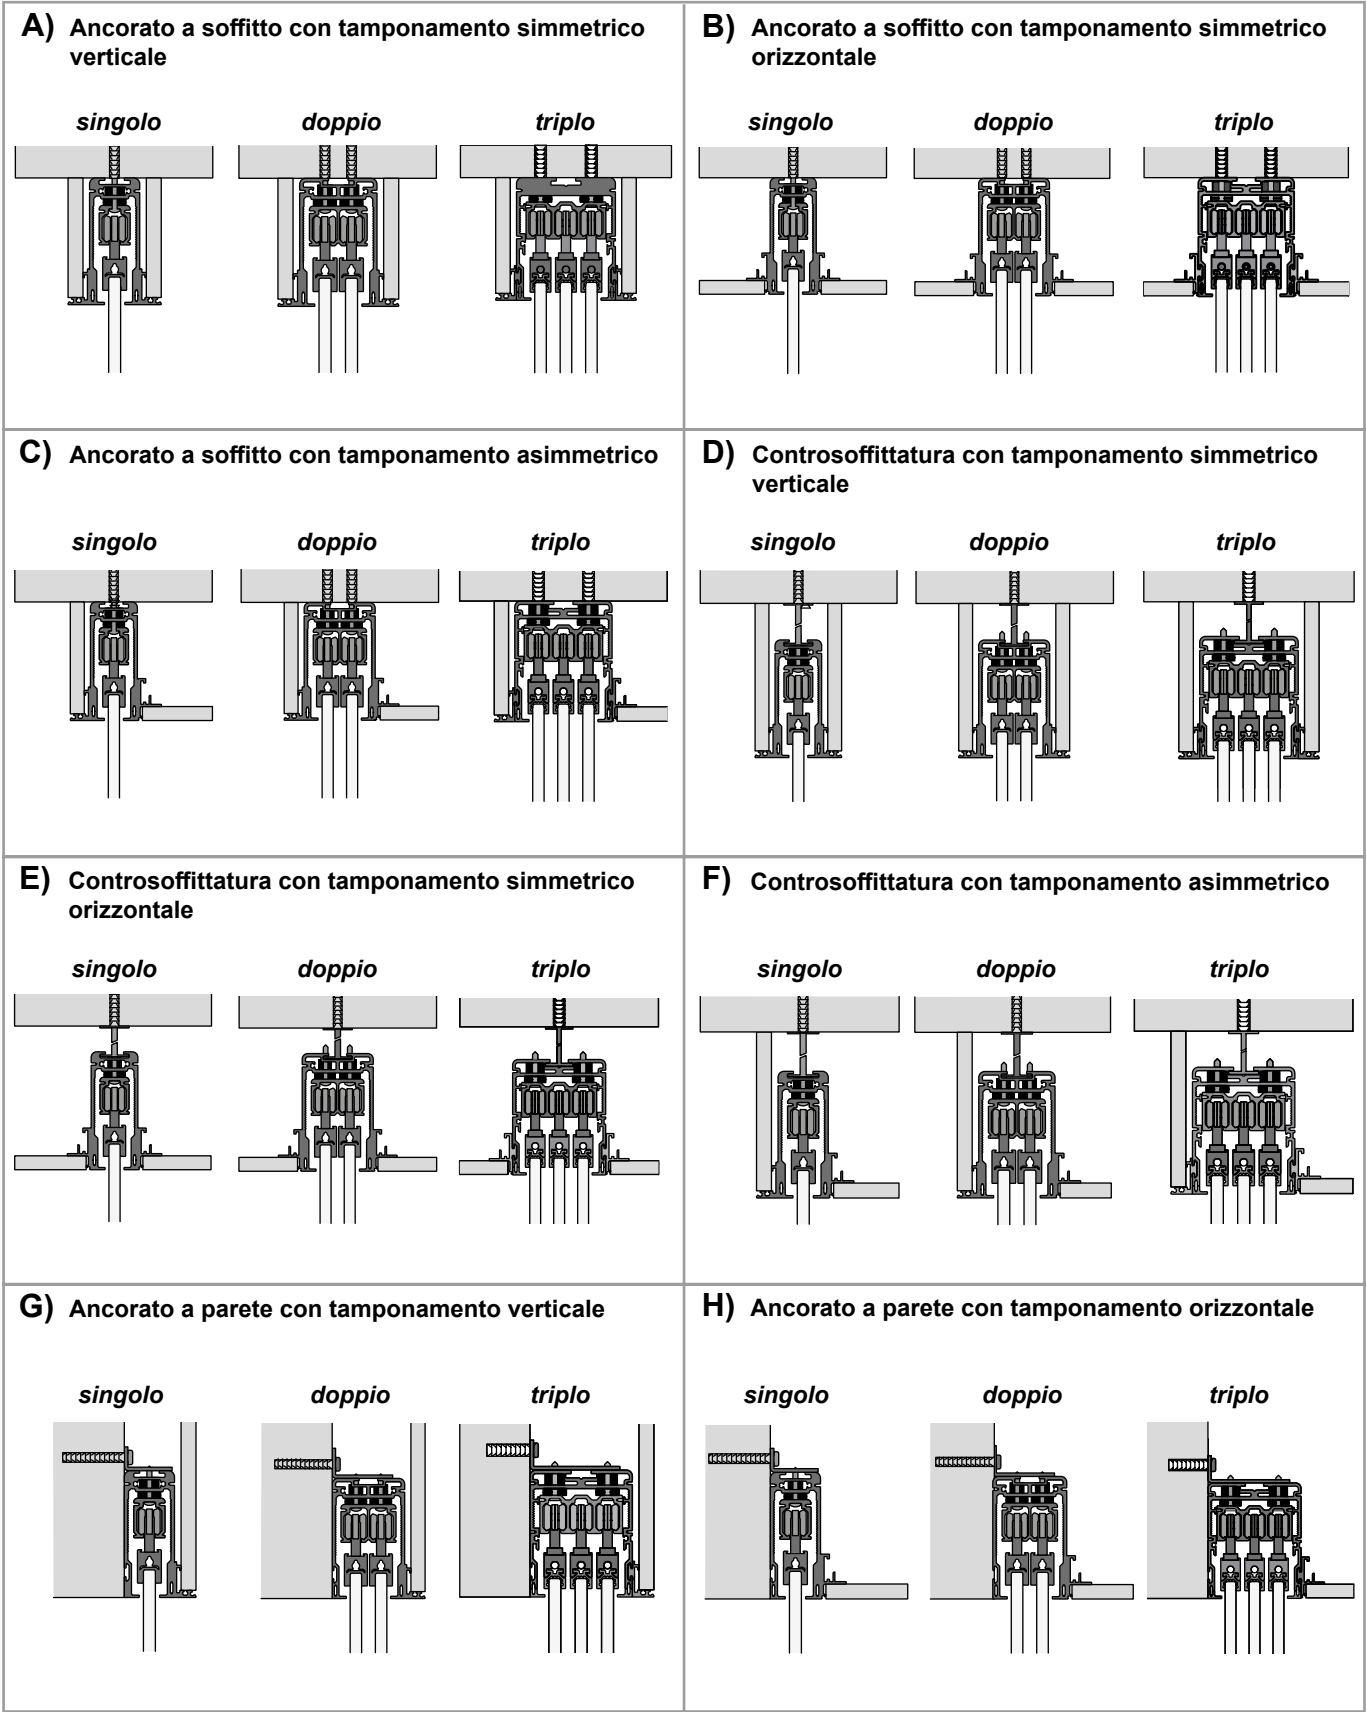 A) Ancorato a soffitto con tamponamento simmetrico
verticale
singolo doppio triplo
B) Ancorato a soffitto con tamponamento simmetrico
orizzontale
singolo doppio triplo
C) Ancorato a soffitto con tamponamento asimmetrico
singolo doppio triplo
D) Controsoffittatura con tamponamento simmetrico
verticale
singolo doppio triplo
E) Controsoffittatura con tamponamento simmetrico
orizzontale
singolo doppio triplo
F) Controsoffittatura con tamponamento asimmetrico
singolo doppio triplo
G) Ancorato a parete con tamponamento verticale
singolo doppio triplo
H) Ancorato a parete con tamponamento orizzontale
singolo doppio triplo